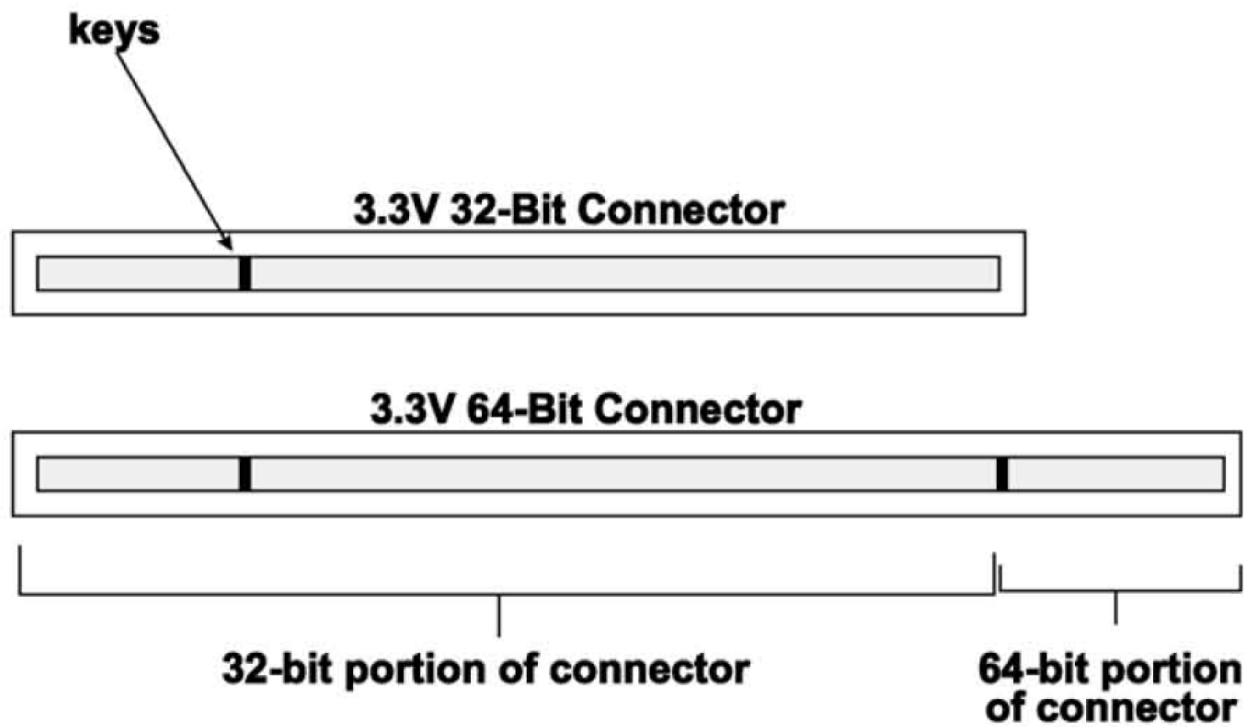 keys
3.3V 32-Bit Connector
3.3V 64-Bit Connector
32-bit portion of connector
64-bit portion
of connector